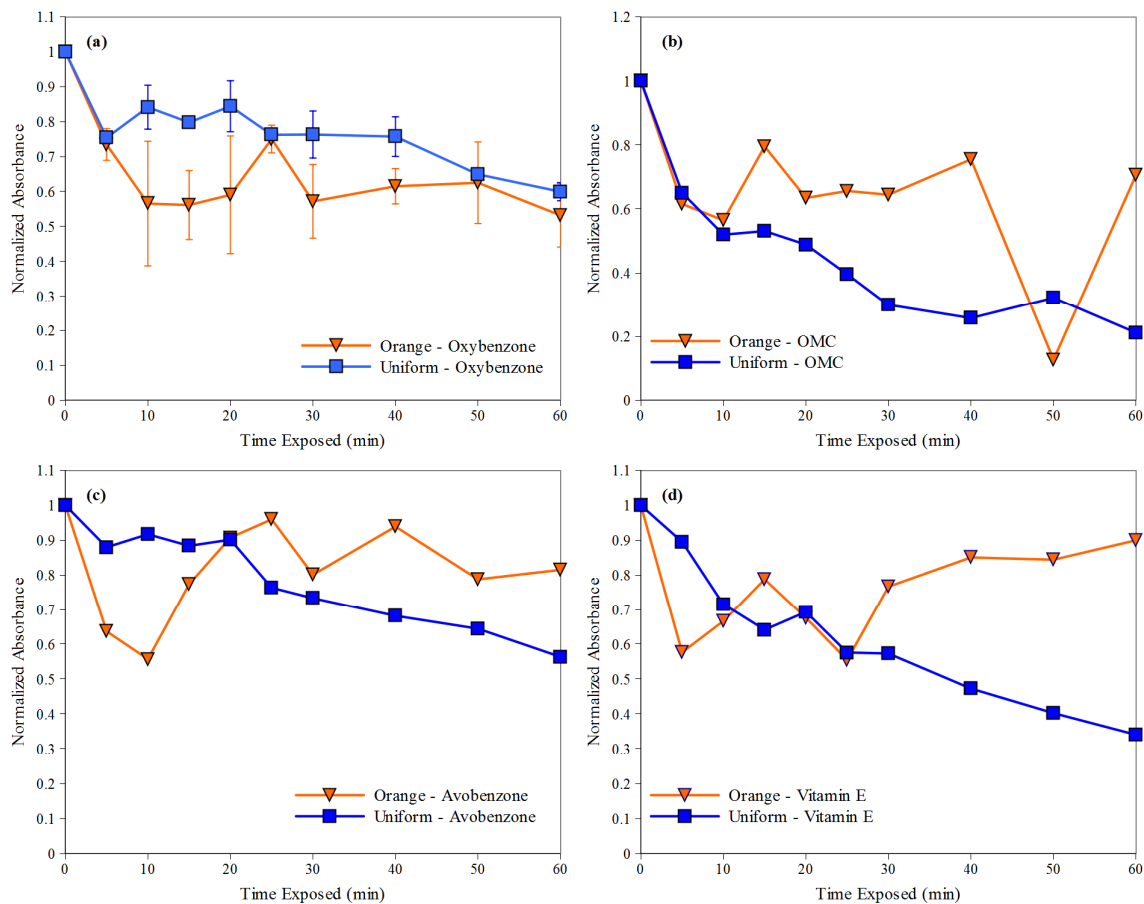 (a)
1.1
1
0.9
0.8
0.7
0.6
0.5
0.4
0.3
0.2
0.1
0
Normalized Absorbance
Orange - Oxybenzone
Uniform - Oxybenzone
0 10 20 30 40 50 60
Time Exposed (min)
(b)
1.2
1
0.8
0.6
0.4
0.2
0
Normalized Absorbance
Orange - OMC
Uniform - OMC
0 10 20 30 40 50 60
Time Exposed (min)
(c)
1.1
1
0.9
0.8
0.7
0.6
0.5
0.4
0.3
0.2
0.1
0
Normalized Absorbance
Orange - Avobenzone
Uniform - Avobenzone
0 10 20 30 40 50 60
Time Exposed (min)
(d)
1.1
1
0.9
0.8
0.7
0.6
0.5
0.4
0.3
0.2
0.1
0
Normalized Absorbance
Orange - Vitamin E
Uniform - Vitamin E
0 10 20 30 40 50 60
Time Exposed (min)